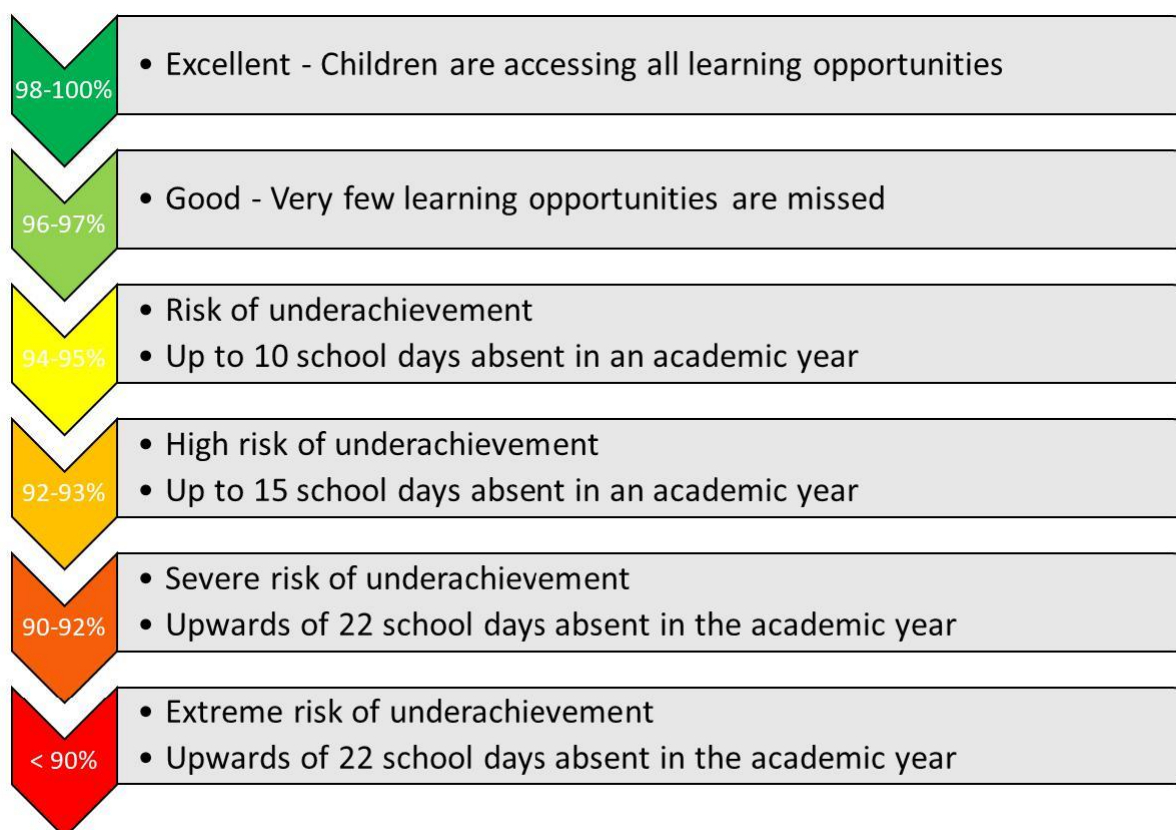 98-100%
• Excellent - Children are accessing all learning opportunities
96-97%
• Good - Very few learning opportunities are missed
94-95%
• Risk of underachievement
• Up to 10 school days absent in an academic year
92-93%
• High risk of underachievement
• Up to 15 school days absent in an academic year
90-92%
• Severe risk of underachievement
• Upwards of 22 school days absent in the academic year
< 90%
• Extreme risk of underachievement
• Upwards of 22 school days absent in the academic year